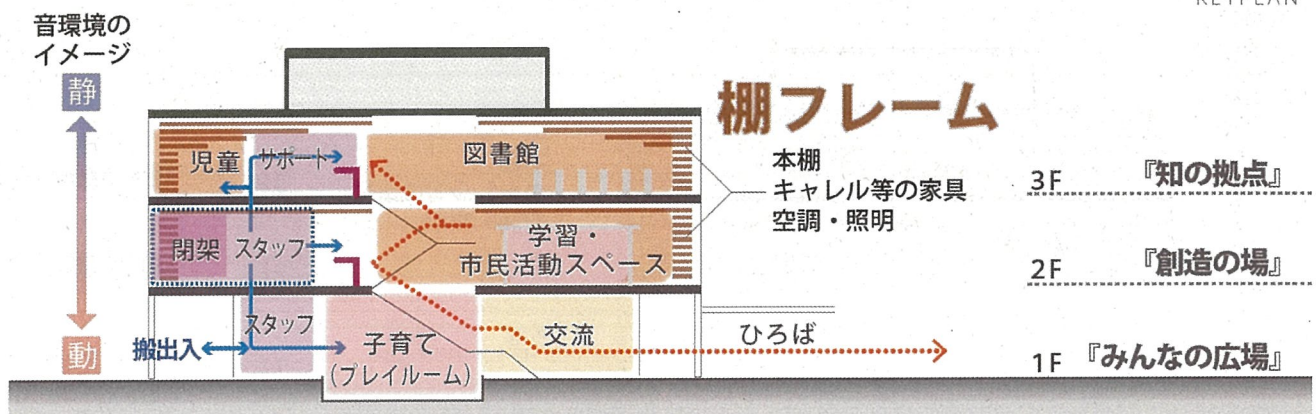 KEYPLAN
音環境の
イメージ
静
動
棚フレーム
本棚
キャレル等の家具
空調・照明
児童
サポート
図書館
閉架
スタッフ
学習・
市民活動スペース
スタッフ
子育て
(プレイルーム)
交流
搬出入
ひろば
3F 『知の拠点』
2F 『創造の場』
1F 『みんなの広場』